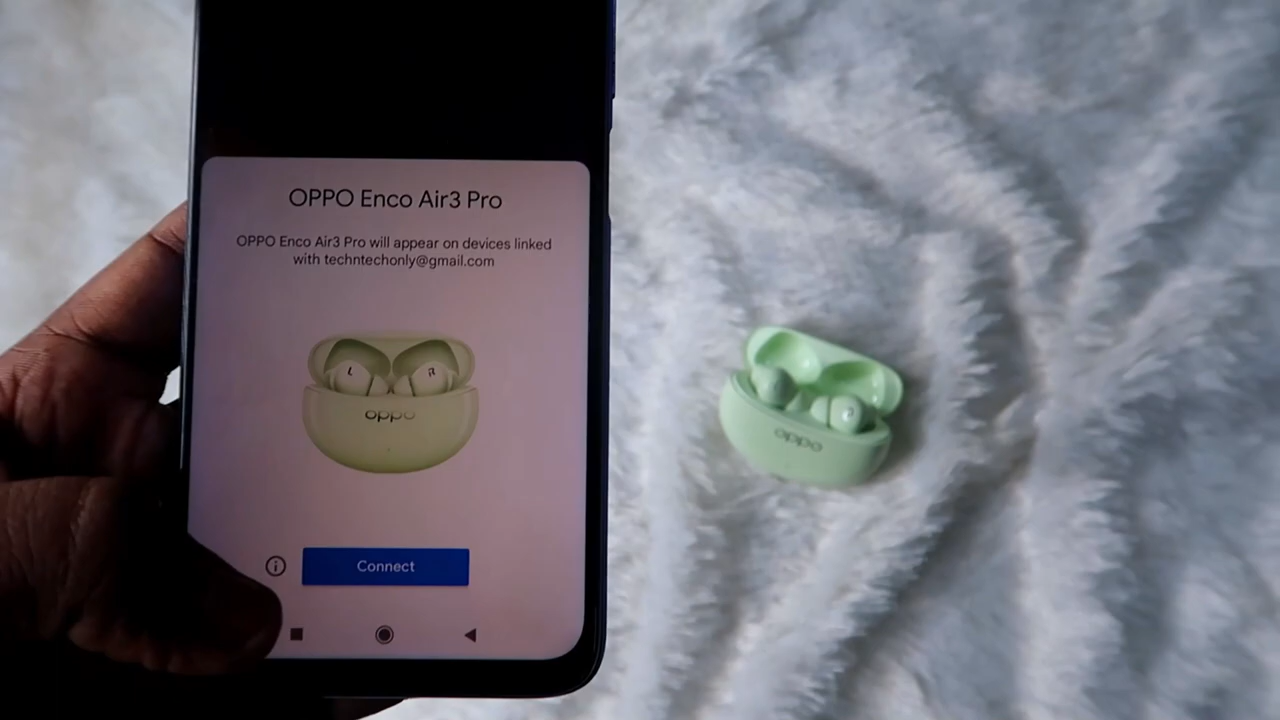 OPPO Enco Air3 Pro
OPPO Enco Air3 Pro will appear on devices linked
with techntechonly@gmail.com
L
R
oppo
Connect
oppo